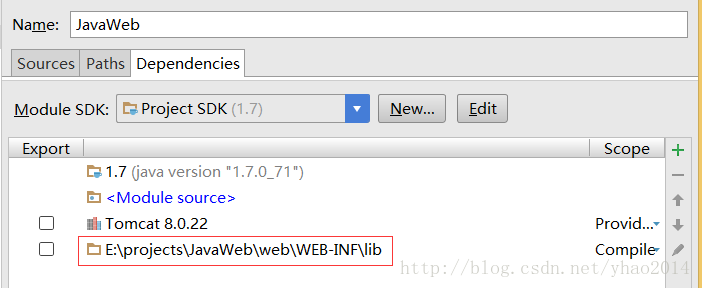 Name: JavaWeb
Sources Paths Dependencies
Module SDK: Project SDK (1.7) New... Edit
Export Scope
1.7 (java version "1.7.0_71")
<Module source>
Tomcat 8.0.22 Provid...
E:\projects\JavaWeb\web\WEB-INF\lib Compile
http://blog.csdn.net/yhao2014